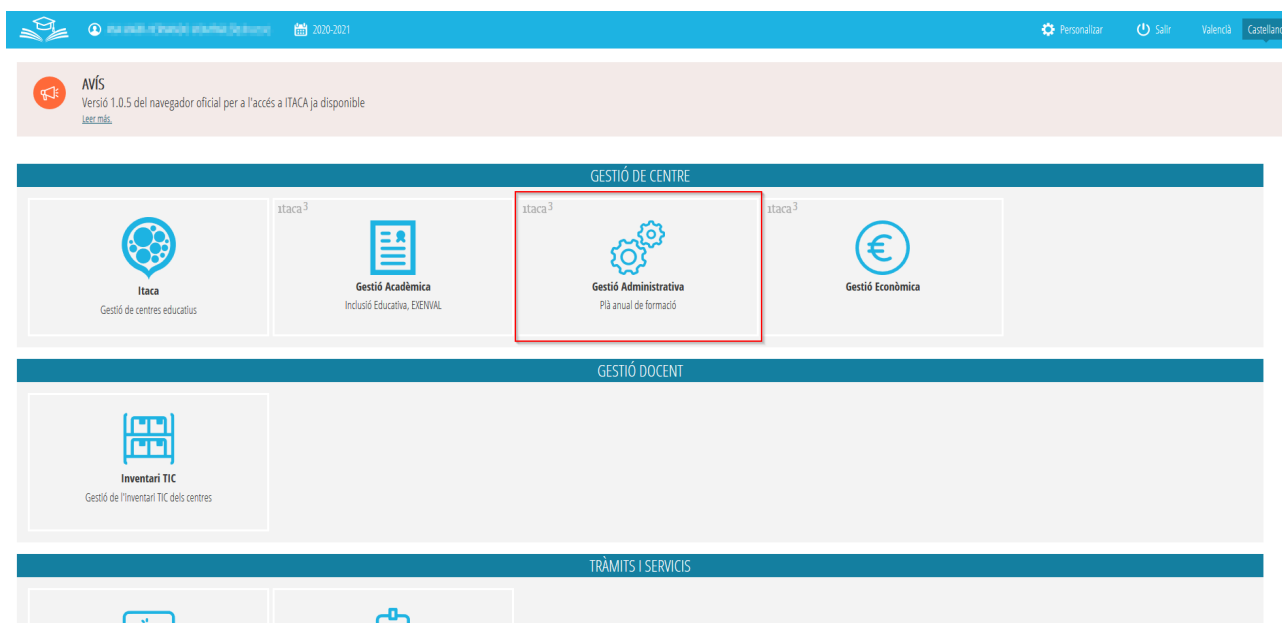 2020-2021
Personalizar
Salir
Valencià
Castellano
AVÍS
Versió 1.0.5 del navegador oficial per a l'accés a ITACA ja disponible
Leer más.
GESTIÓ DE CENTRE
Itaca
Gestió de centres educatius
ıtaca3
Gestió Acadèmica
Inclusió Educativa, EXENVAL
ıtaca3
Gestió Administrativa
Plà anual de formació
ıtaca3
Gestió Econòmica
GESTIÓ DOCENT
Inventari TIC
Gestió de l'inventari TIC dels centres
TRÀMITS I SERVICIS